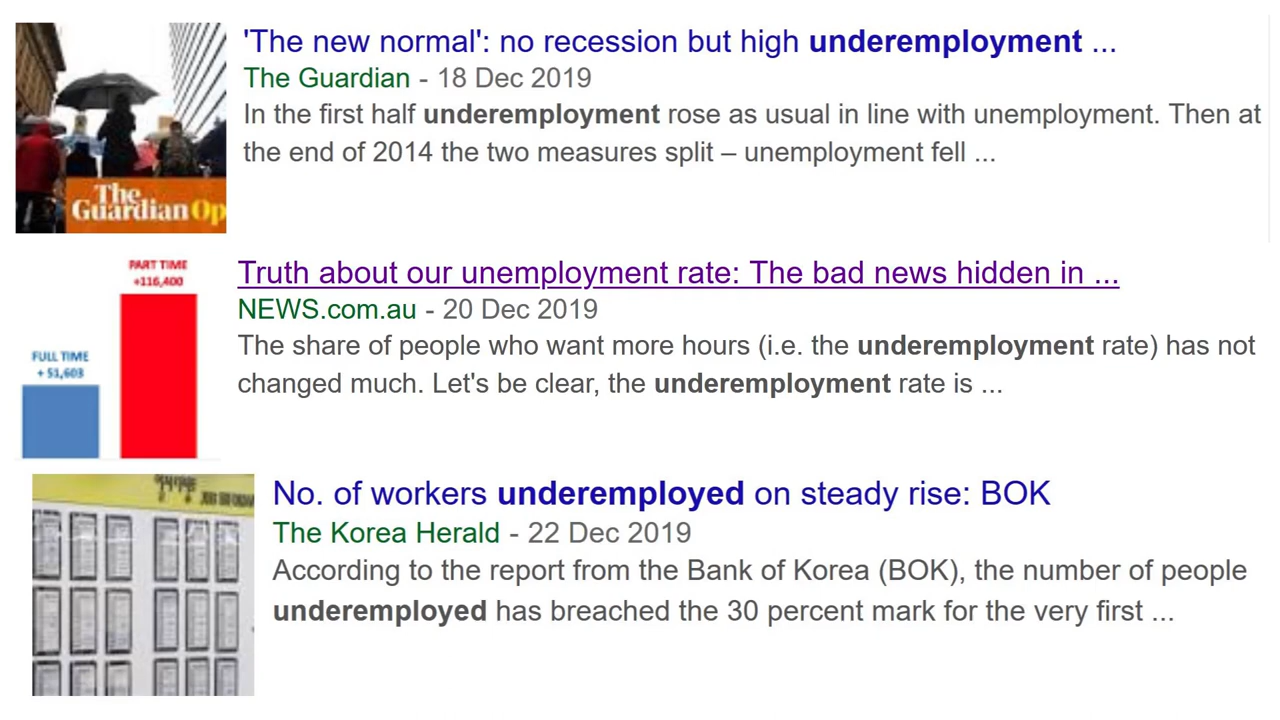 'The new normal': no recession but high underemployment ...
The Guardian - 18 Dec 2019
In the first half underemployment rose as usual in line with unemployment. Then at
the end of 2014 the two measures split – unemployment fell ...
The
Guardian Op
PART TIME
+116,400
FULL TIME
+ 51,603
Truth about our unemployment rate: The bad news hidden in ...
NEWS.com.au - 20 Dec 2019
The share of people who want more hours (i.e. the underemployment rate) has not
changed much. Let's be clear, the underemployment rate is ...
No. of workers underemployed on steady rise: BOK
The Korea Herald - 22 Dec 2019
According to the report from the Bank of Korea (BOK), the number of people
underemployed has breached the 30 percent mark for the very first ...